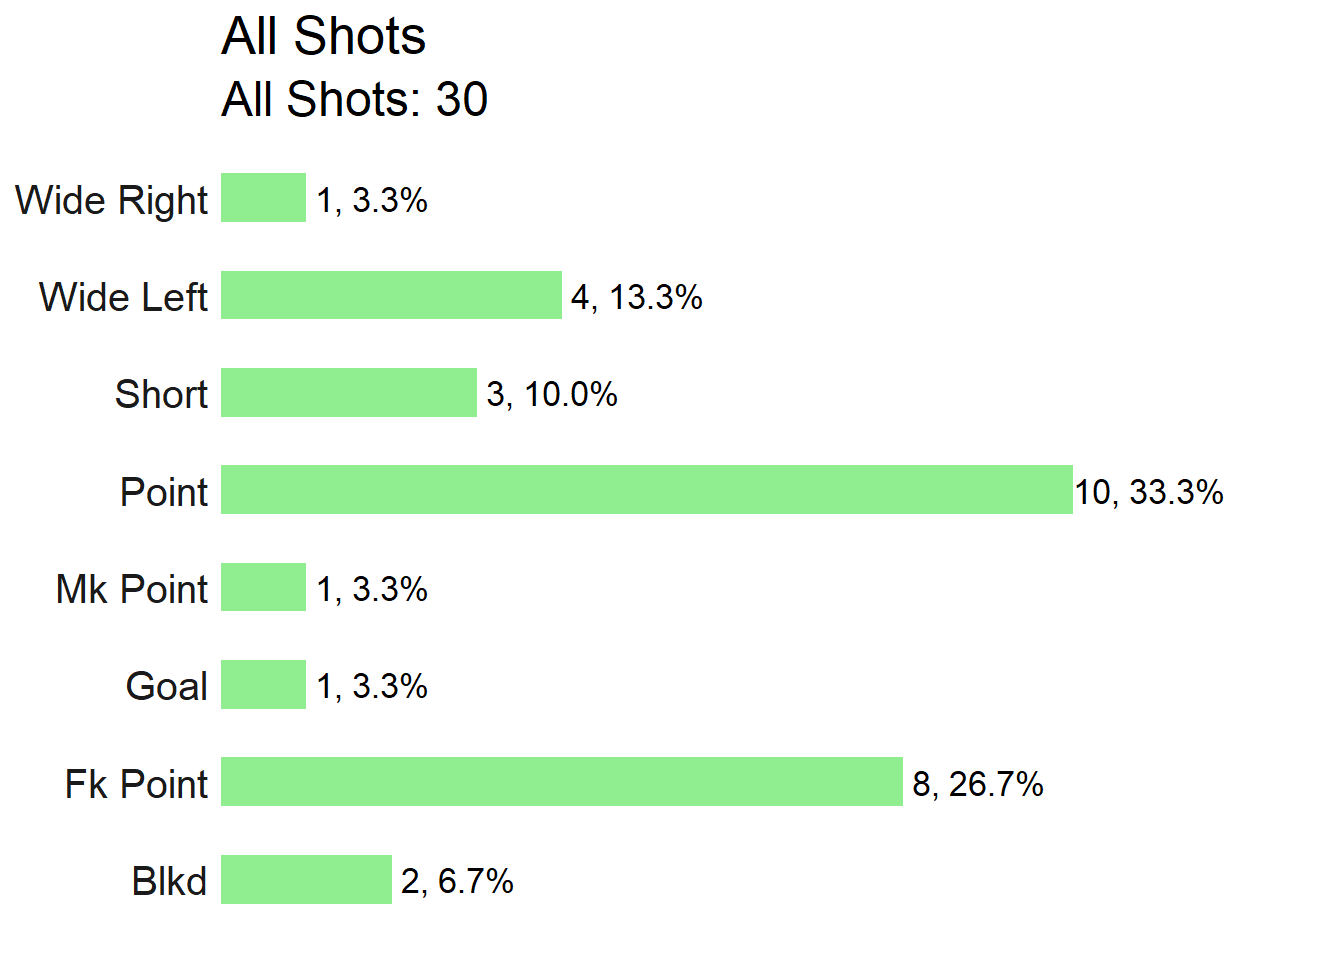 All Shots
All Shots: 30
Wide Right 1, 3.3%
Wide Left 4, 13.3%
Short 3, 10.0%
Point 10, 33.3%
Mk Point 1, 3.3%
Goal 1, 3.3%
Fk Point 8, 26.7%
Blkd 2, 6.7%